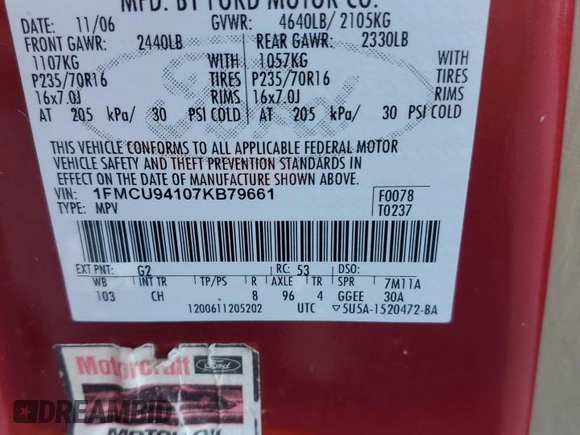 MFD. BY FORD MOTOR CO.
DATE: 11/06 GVWR: 4640LB/ 2105KG
FRONT GAWR: 2440LB REAR GAWR: 2330LB
1107KG WITH 1057KG WITH
P235/70R16 TIRES P235/70R16 TIRES
16x7.0J RIMS 16x7.0J RIMS
AT 205 kPa/ 30 PSI COLD AT 205 kPa/ 30 PSI COLD
Ford
THIS VEHICLE CONFORMS TO ALL APPLICABLE FEDERAL MOTOR
VEHICLE SAFETY AND THEFT PREVENTION STANDARDS IN
EFFECT ON THE DATE OF MANUFACTURE SHOWN ABOVE.
VIN: 1FMCU94107KB79661 F0078
TYPE: MPV T0237
EXT PNT: G2 RC: 53 DSO:
WB INT TR TP/PS R AXLE TR SPR 7M11A
103 CH . 8 96 4 GGEE 30A
1200611205202 UTC 5U5A-1520472-BA
Motorcraft Ford
MOTOR OIL
DREAMBID